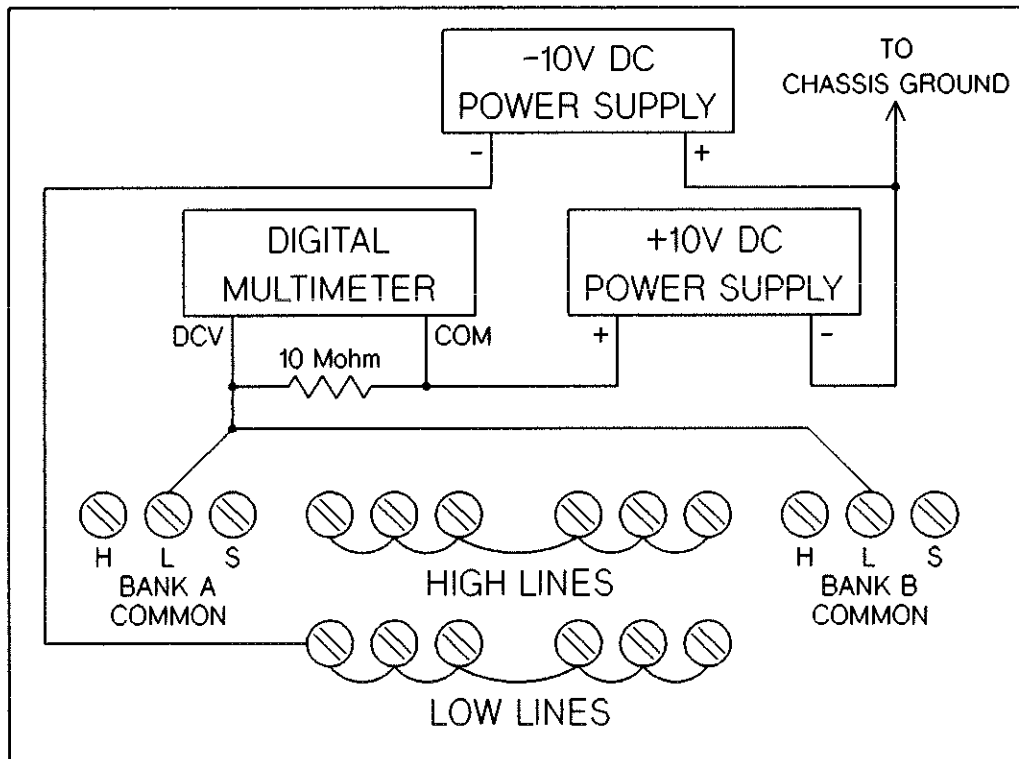 -10V DC
POWER SUPPLY
- +
TO
CHASSIS GROUND
DIGITAL
MULTIMETER
DCV COM
+10V DC
POWER SUPPLY
+ -
10 Mohm
H L S
BANK A
COMMON
HIGH LINES
H L S
BANK B
COMMON
LOW LINES